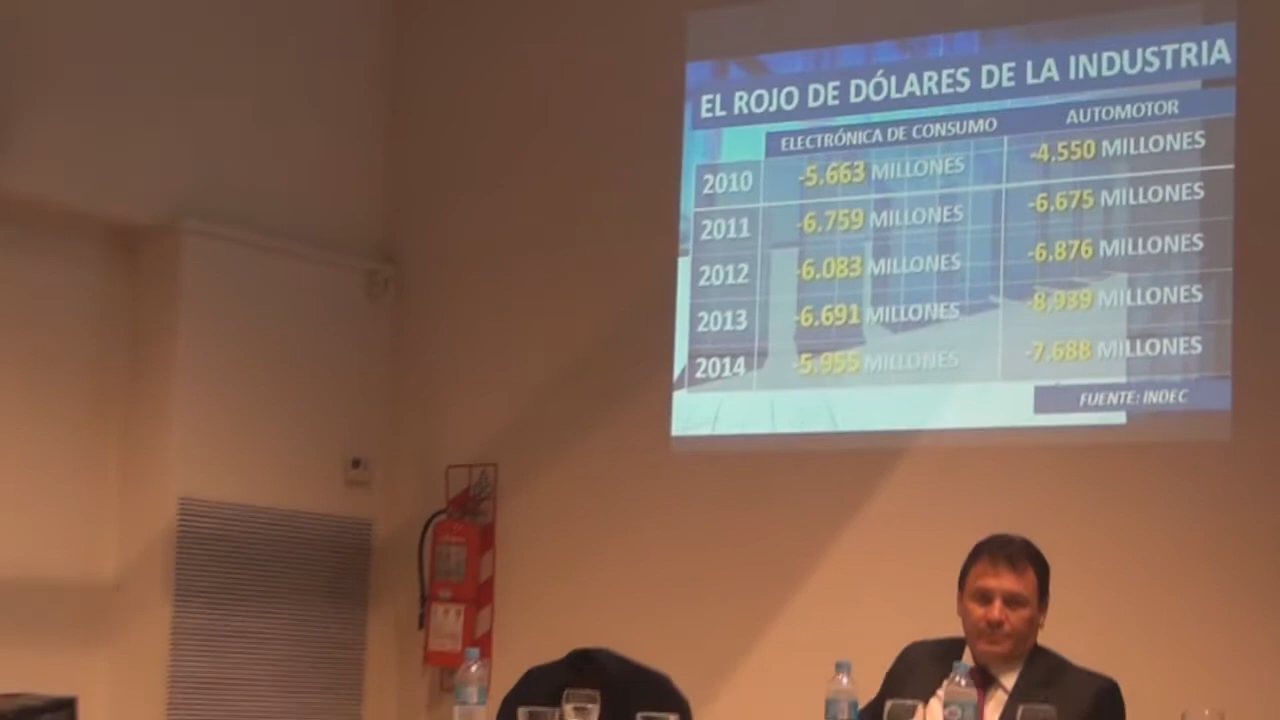 EL ROJO DE DÓLARES DE LA INDUSTRIA
ELECTRÓNICA DE CONSUMO AUTOMOTOR
2010 -5.663 MILLONES -4.550 MILLONES
2011 -6.759 MILLONES -6.675 MILLONES
2012 -6.083 MILLONES -6.876 MILLONES
2013 -6.691 MILLONES -8.939 MILLONES
2014 -5.955 MILLONES -7.688 MILLONES
FUENTE: INDEC